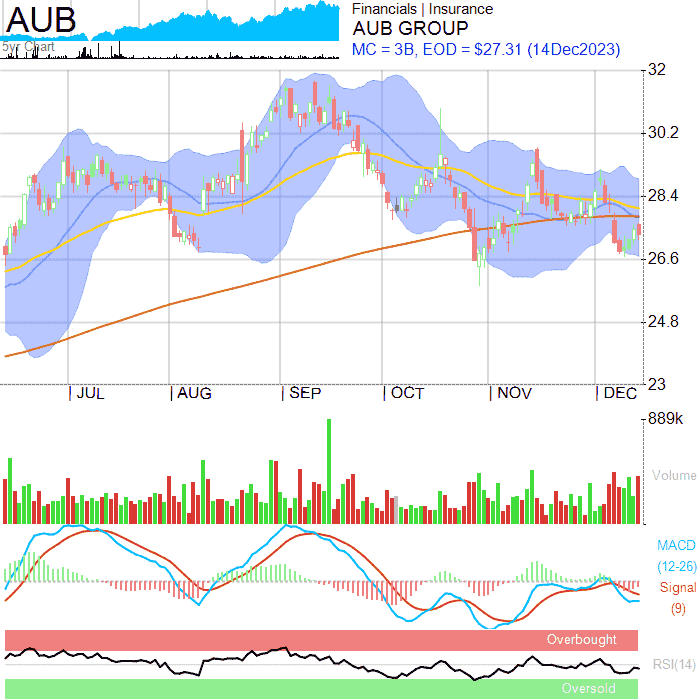 AUB
5yr Chart
Financials | Insurance
AUB GROUP
MC = 3B, EOD = $27.31 (14Dec2023)
32
30.2
28.4
26.6
24.8
23
JUL AUG SEP OCT NOV DEC
889k
Volume
MACD
(12-26)
Signal
(9)
Overbought
RSI(14)
Oversold